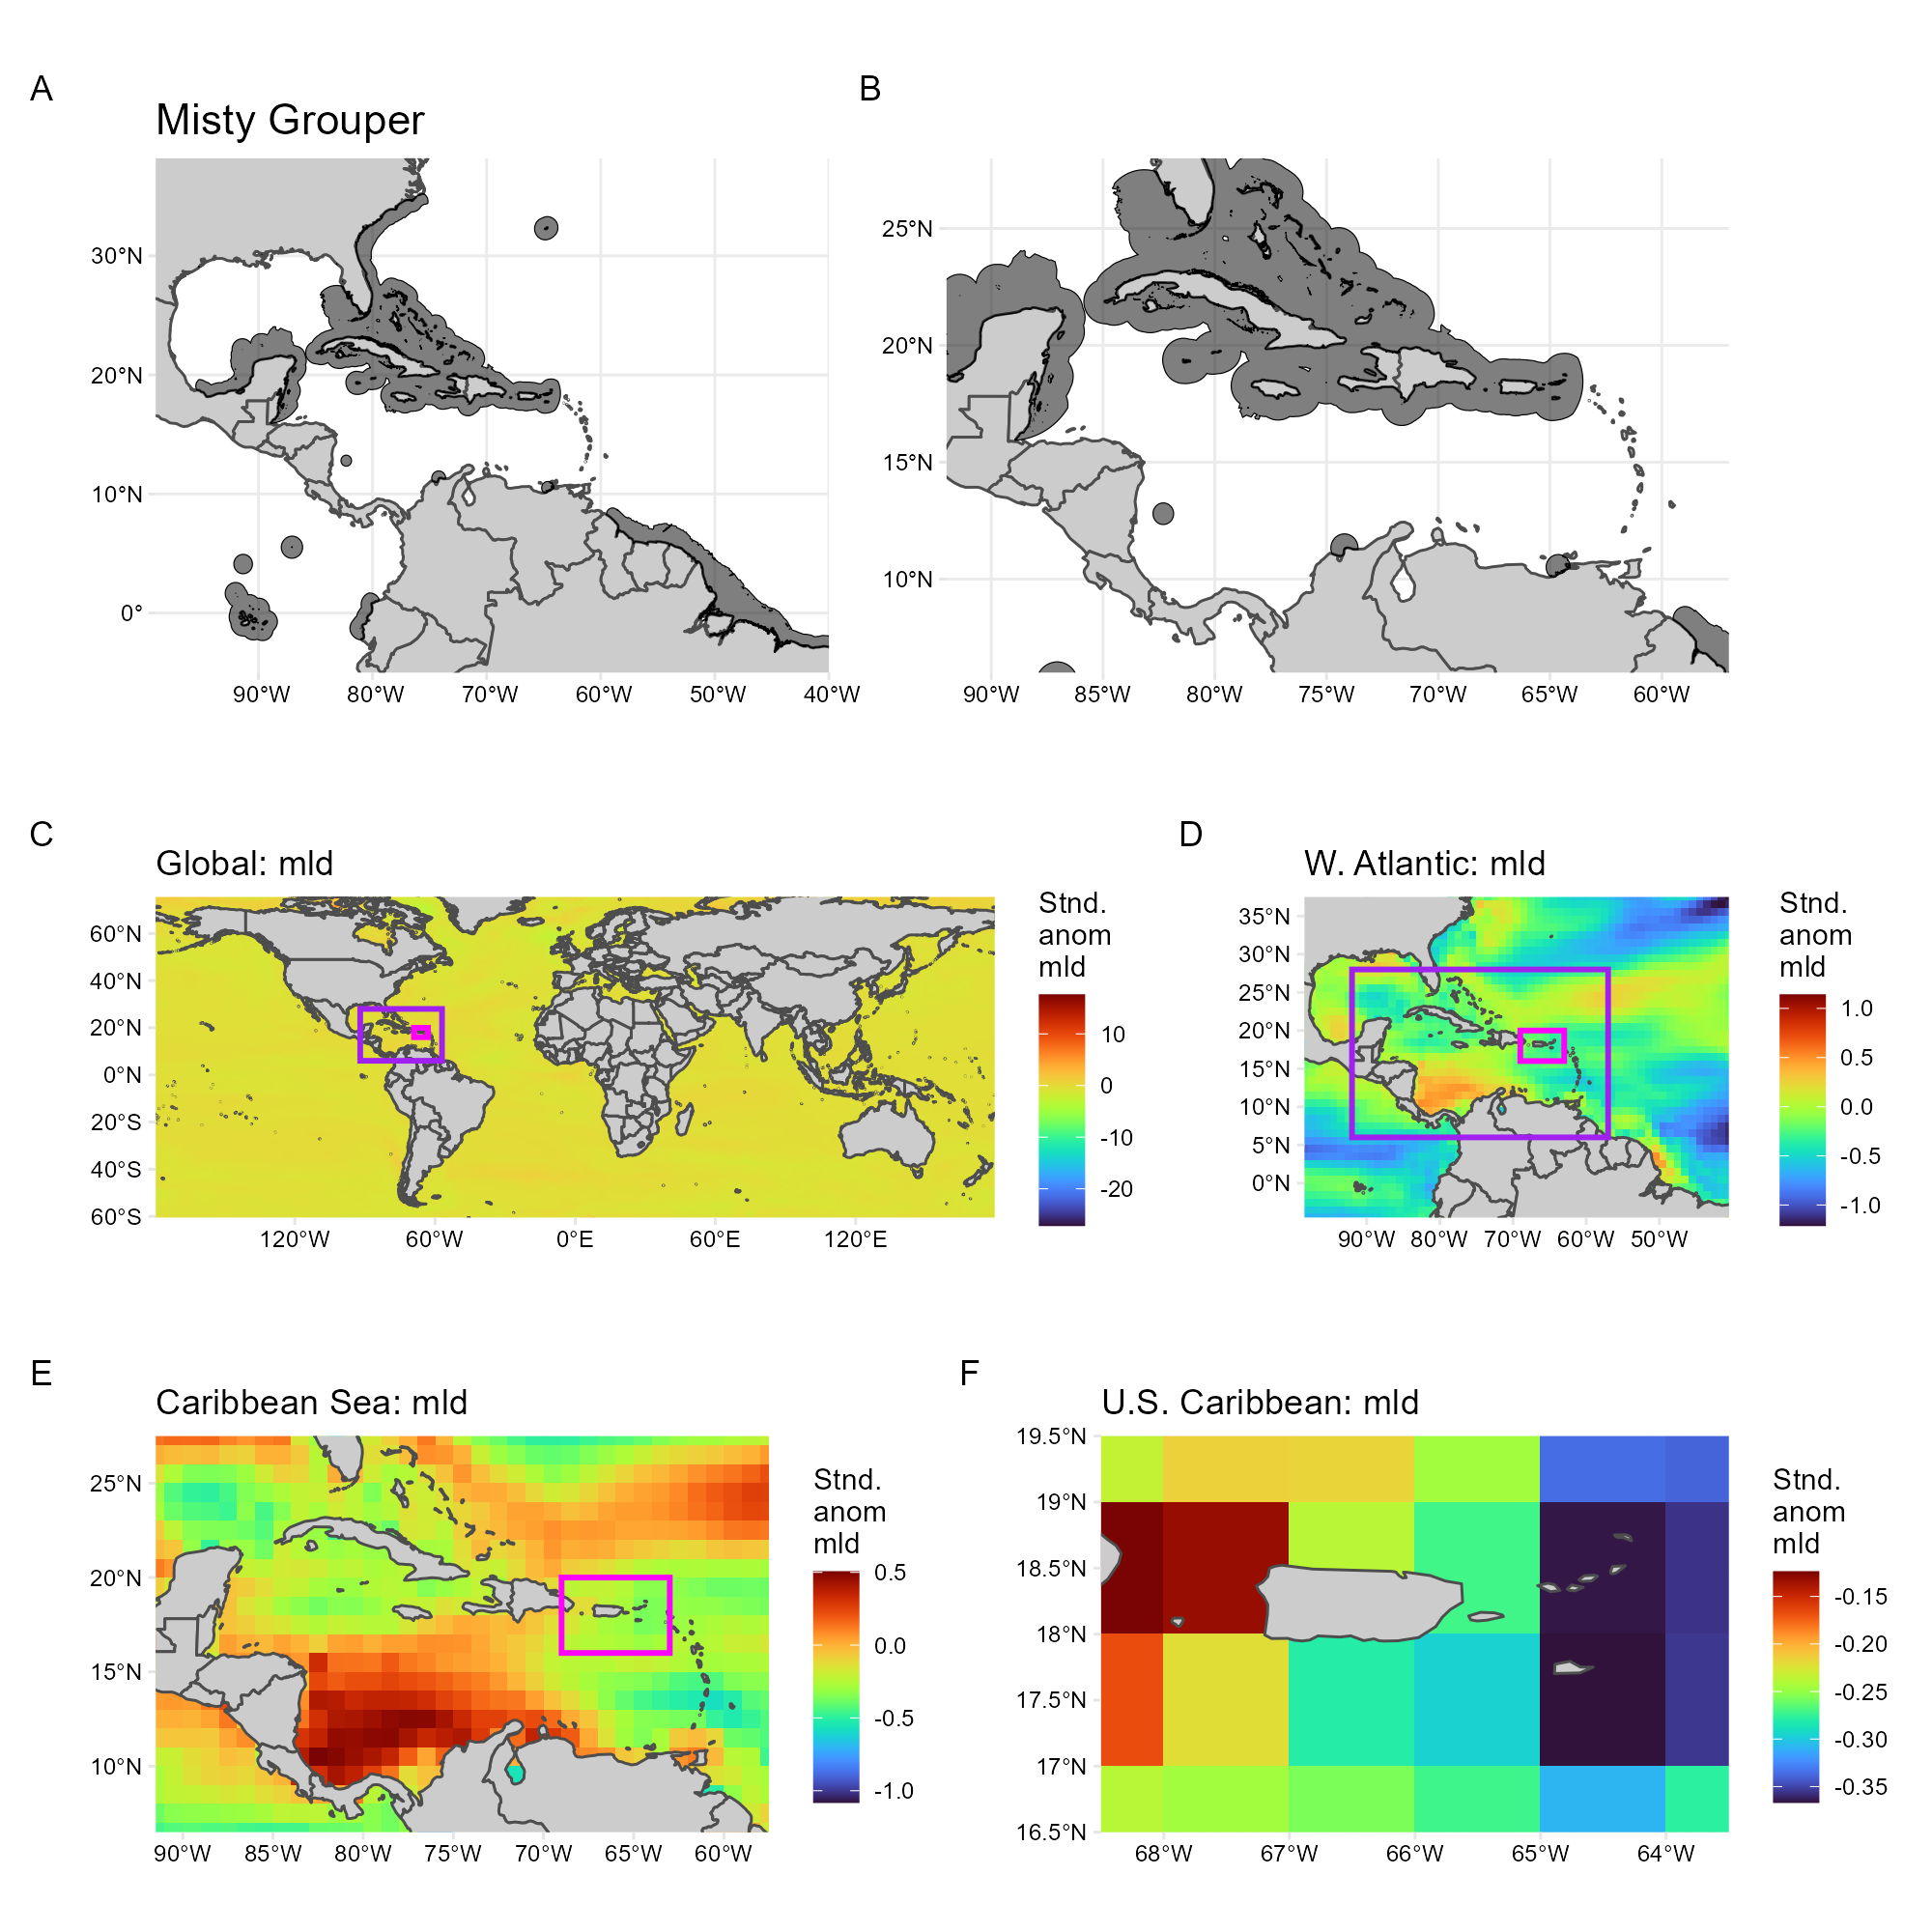 A
B
Misty Grouper
30°N
20°N
10°N
0°
90°W
80°W
70°W
60°W
50°W
40°W
25°N
20°N
15°N
10°N
90°W
85°W
80°W
75°W
70°W
65°W
60°W
C
Global: mld
60°N
40°N
20°N
0°N
20°S
40°S
60°S
120°W
60°W
0°E
60°E
120°E
Stnd.
anom
mld
10
0
-10
-20
D
W. Atlantic: mld
35°N
30°N
25°N
20°N
15°N
10°N
5°N
0°N
90°W
80°W
70°W
60°W
50°W
Stnd.
anom
mld
1.0
0.5
0.0
-0.5
-1.0
E
Caribbean Sea: mld
25°N
20°N
15°N
10°N
90°W
85°W
80°W
75°W
70°W
65°W
60°W
Stnd.
anom
mld
0.5
0.0
-0.5
-1.0
F
U.S. Caribbean: mld
19.5°N
19°N
18.5°N
18°N
17.5°N
17°N
16.5°N
68°W
67°W
66°W
65°W
64°W
Stnd.
anom
mld
-0.15
-0.20
-0.25
-0.30
-0.35